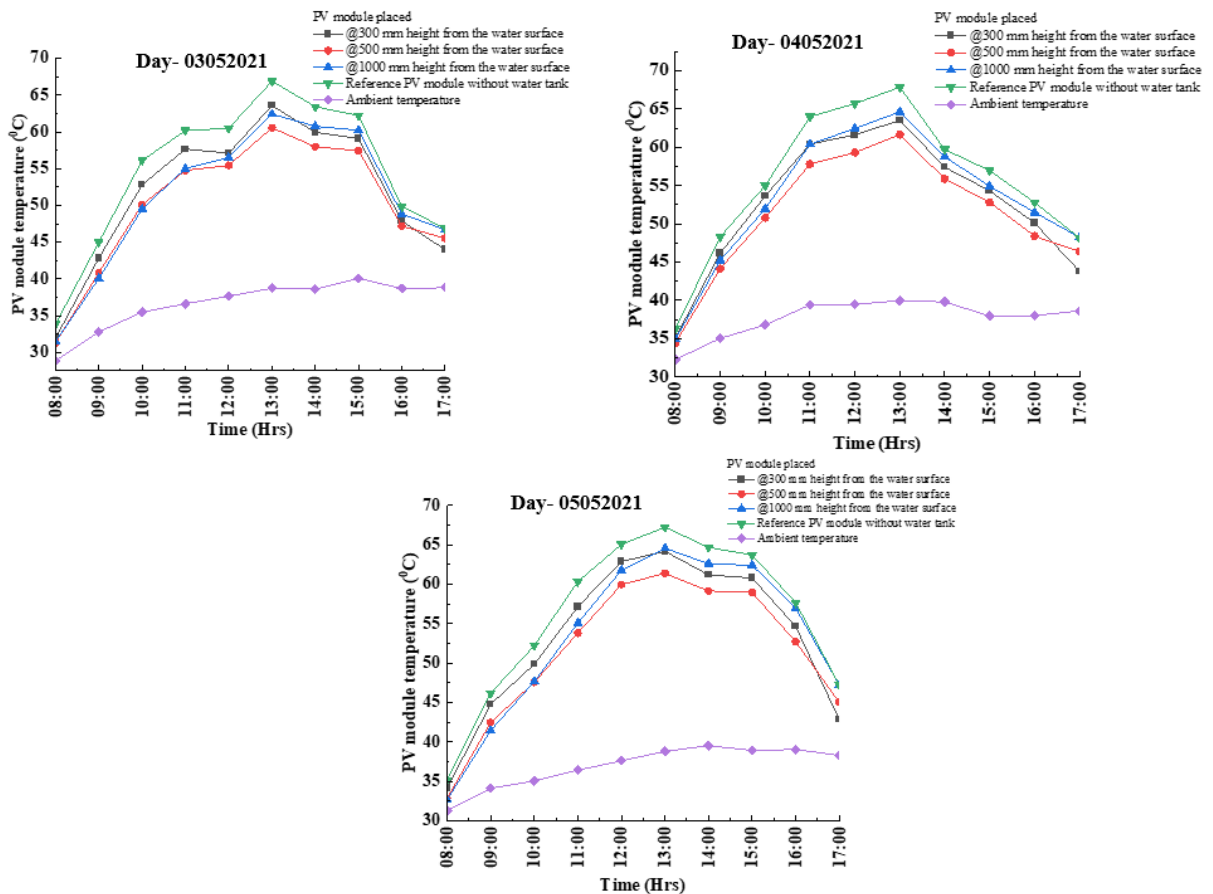 PV module placed
@300 mm height from the water surface
@500 mm height from the water surface
@1000 mm height from the water surface
Reference PV module without water tank
Ambient temperature
Day- 03052021
PV module temperature (⁰C)
70
65
60
55
50
45
40
35
30
08:00
09:00
10:00
11:00
12:00
13:00
14:00
15:00
16:00
17:00
Time (Hrs)
PV module placed
@300 mm height from the water surface
@500 mm height from the water surface
@1000 mm height from the water surface
Reference PV module without water tank
Ambient temperature
Day- 04052021
PV module temperature (⁰C)
70
65
60
55
50
45
40
35
30
08:00
09:00
10:00
11:00
12:00
13:00
14:00
15:00
16:00
17:00
Time (Hrs)
PV module placed
@300 mm height from the water surface
@500 mm height from the water surface
@1000 mm height from the water surface
Reference PV module without water tank
Ambient temperature
Day- 05052021
PV module temperature (⁰C)
70
65
60
55
50
45
40
35
30
08:00
09:00
10:00
11:00
12:00
13:00
14:00
15:00
16:00
17:00
Time (Hrs)